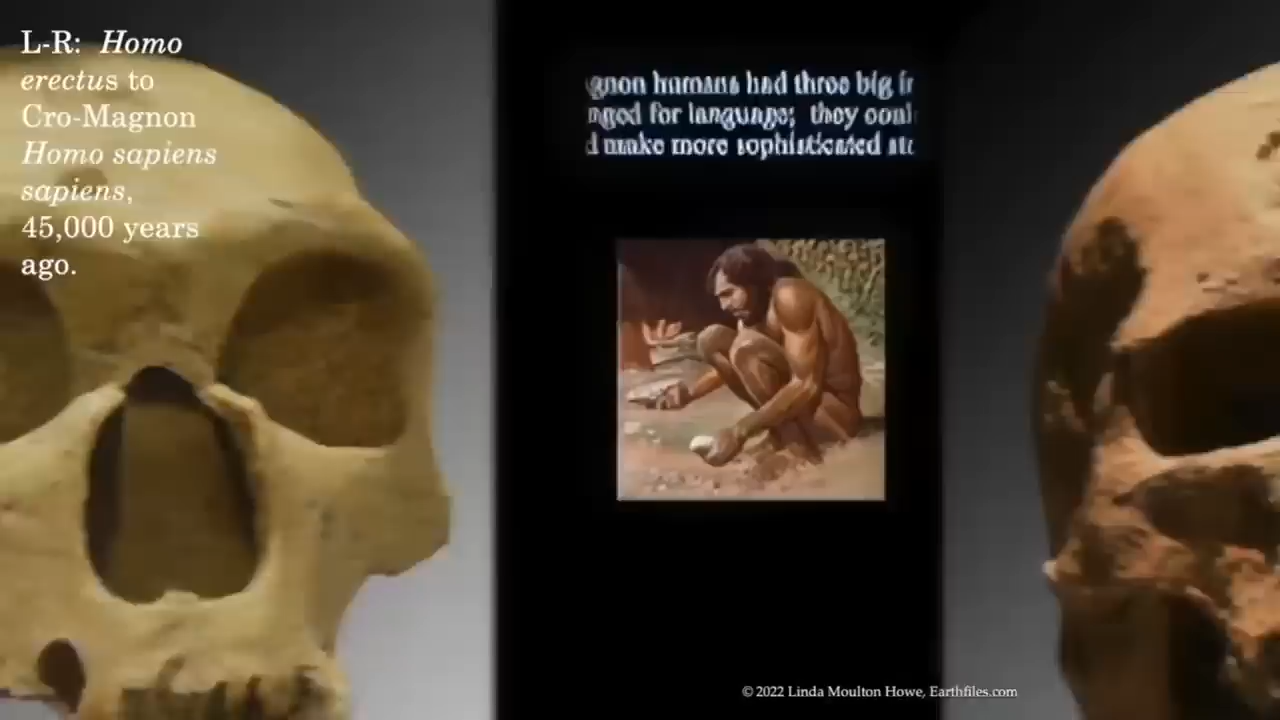 L-R: Homo
erectus to
Cro-Magnon
Homo sapiens
sapiens,
45,000 years
ago.
humans had three big
for language; they
make more sophisticated
© 2022 Linda Moulton Howe, Earthfiles.com